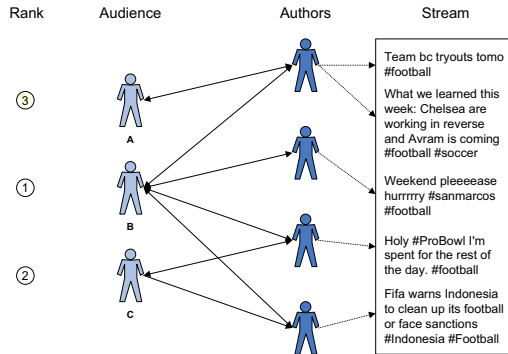 Rank Audience Authors Stream
Team bc tryouts tomo
#football
What we learned this
week: Chelsea are
working in reverse
and Avram is coming
#football #soccer
3
A
Weekend pleeeease
hurrrrry #sanmarcos
#football
1
B
Holy #ProBowl I'm
spent for the rest of
the day. #football
2
C
Fifa warns Indonesia
to clean up its football
or face sanctions
#Indonesia #Football